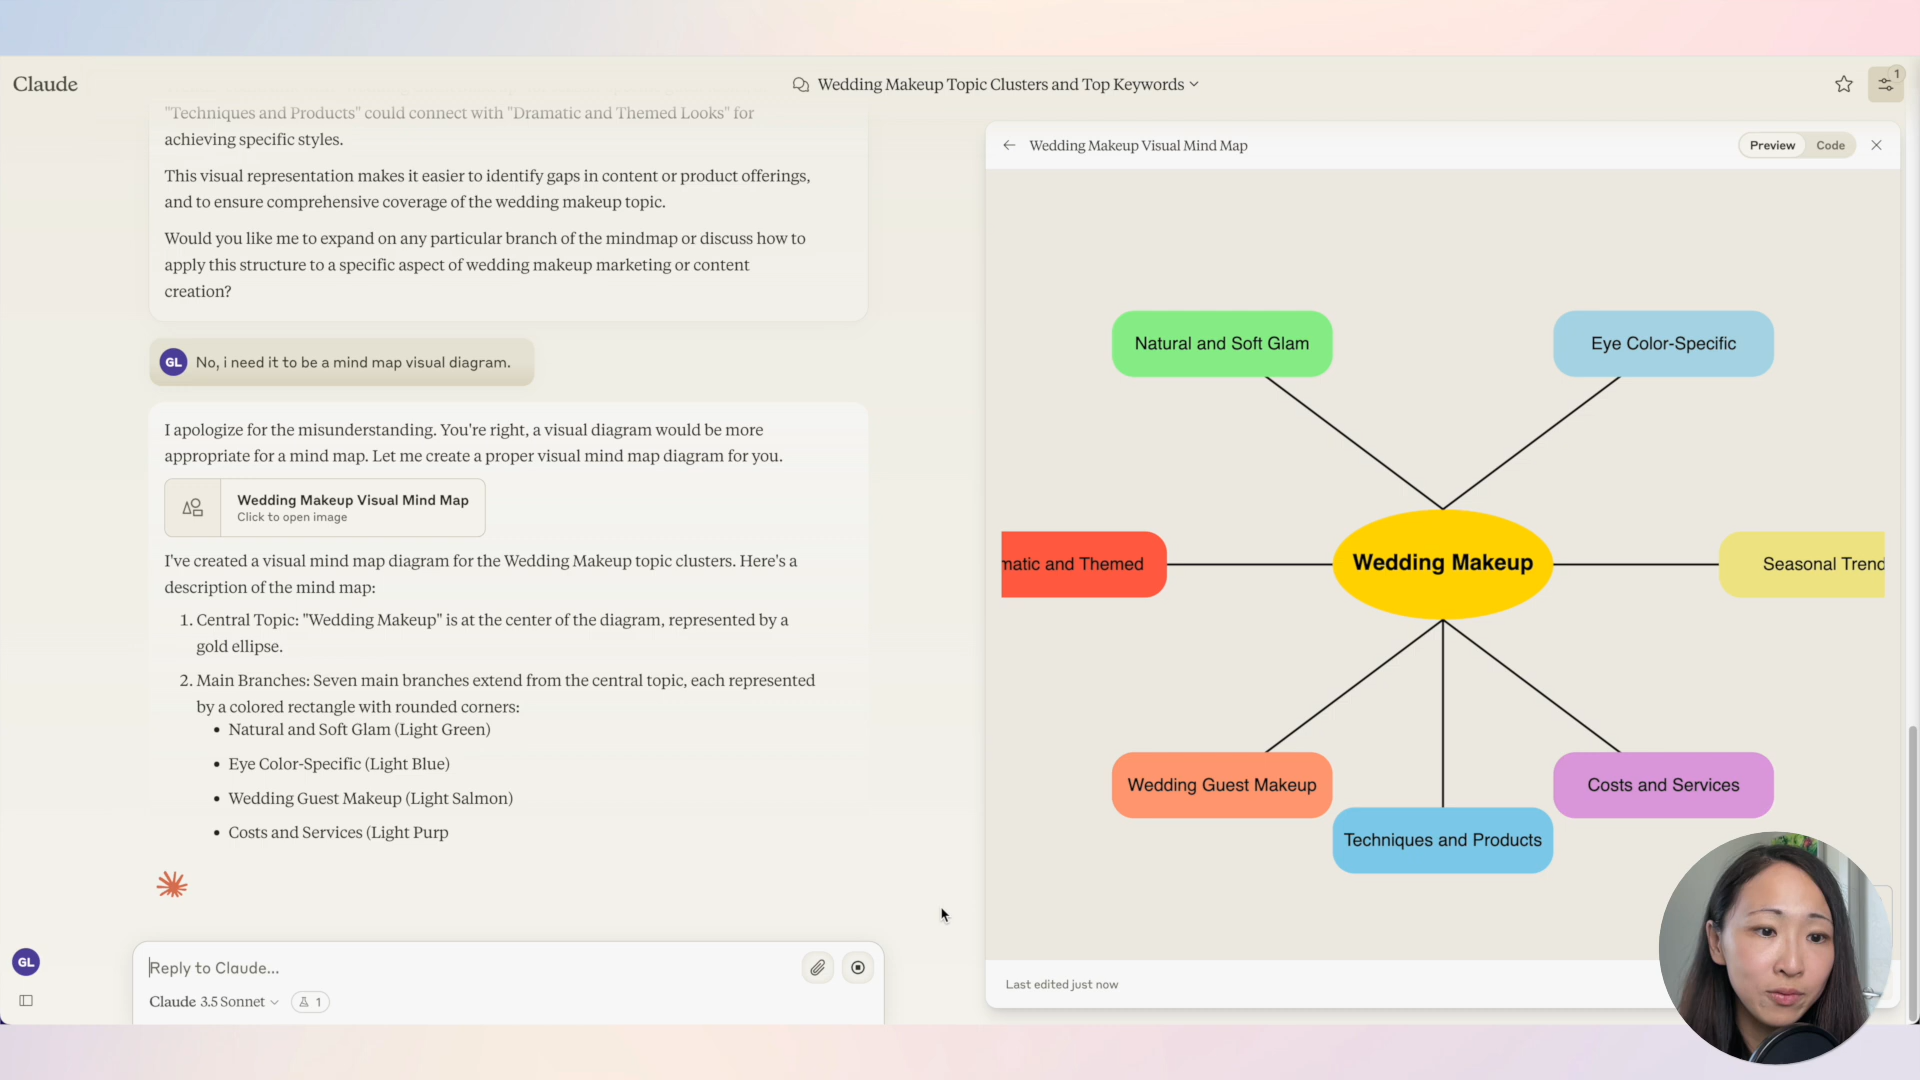 Claude
Wedding Makeup Topic Clusters and Top Keywords
1
"Techniques and Products" could connect with "Dramatic and Themed Looks" for
achieving specific styles.
This visual representation makes it easier to identify gaps in content or product offerings,
and to ensure comprehensive coverage of the wedding makeup topic.
Would you like me to expand on any particular branch of the mindmap or discuss how to
apply this structure to a specific aspect of wedding makeup marketing or content
creation?
GL
No, i need it to be a mind map visual diagram.
I apologize for the misunderstanding. You're right, a visual diagram would be more
appropriate for a mind map. Let me create a proper visual mind map diagram for you.
Wedding Makeup Visual Mind Map
Click to open image
I've created a visual mind map diagram for the Wedding Makeup topic clusters. Here's a
description of the mind map:
1. Central Topic: "Wedding Makeup" is at the center of the diagram, represented by a
gold ellipse.
2. Main Branches: Seven main branches extend from the central topic, each represented
by a colored rectangle with rounded corners:
• Natural and Soft Glam (Light Green)
• Eye Color-Specific (Light Blue)
• Wedding Guest Makeup (Light Salmon)
• Costs and Services (Light Purp
GL
Reply to Claude...
Claude 3.5 Sonnet
1
Wedding Makeup Visual Mind Map
Preview
Code
Natural and Soft Glam
Eye Color-Specific
matic and Themed
Wedding Makeup
Seasonal Trend
Wedding Guest Makeup
Costs and Services
Techniques and Products
Last edited just now